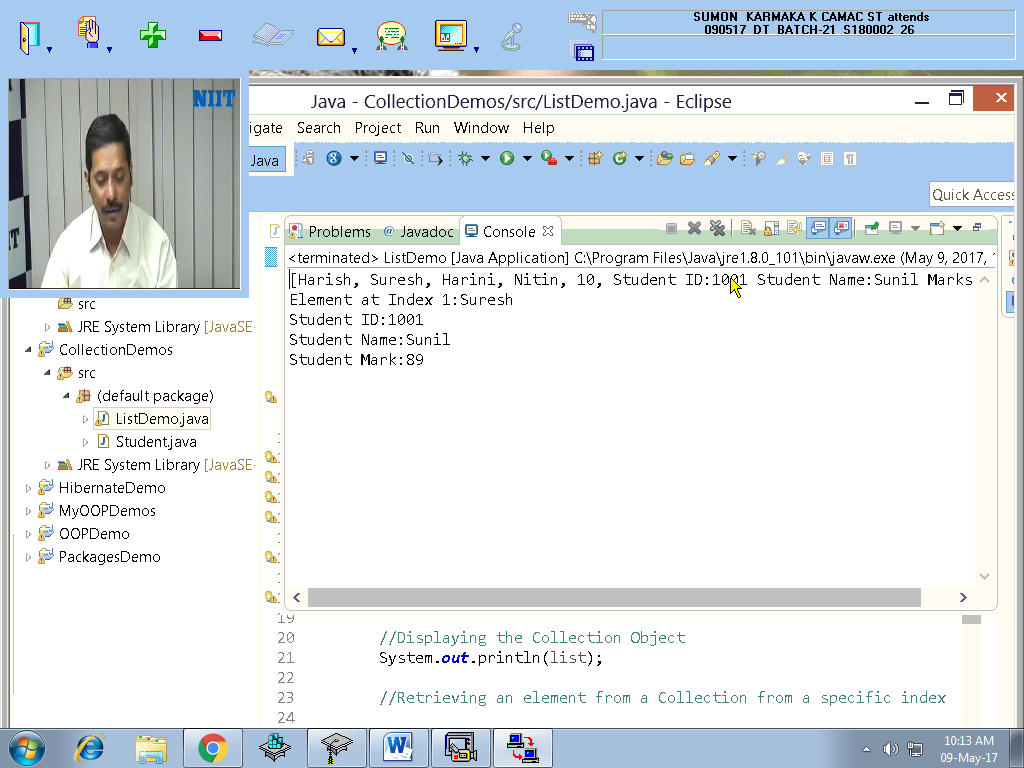 SUMON KARMAKA K CAMAC ST attends
090517 DT BATCH-21 S180002 26
NIIT
Java - CollectionDemos/src/ListDemo.java - Eclipse
igate Search Project Run Window Help
Java
Quick Access
Problems @ Javadoc Console
<terminated> ListDemo [Java Application] C:\Program Files\Java\jre1.8.0_101\bin\javaw.exe (May 9, 2017, 1
[Harish, Suresh, Harini, Nitin, 10, Student ID:1001 Student Name:Sunil Marks
Element at Index 1:Suresh
Student ID:1001
Student Name:Sunil
Student Mark:89
src
JRE System Library [JavaSE-
CollectionDemos
src
(default package)
ListDemo.java
Student.java
JRE System Library [JavaSE-
HibernateDemo
MyOOPDemos
OOPDemo
PackagesDemo
19
20 //Displaying the Collection Object
21 System.out.println(list);
22
23 //Retrieving an element from a Collection from a specific index
24
10:13 AM
09-May-17